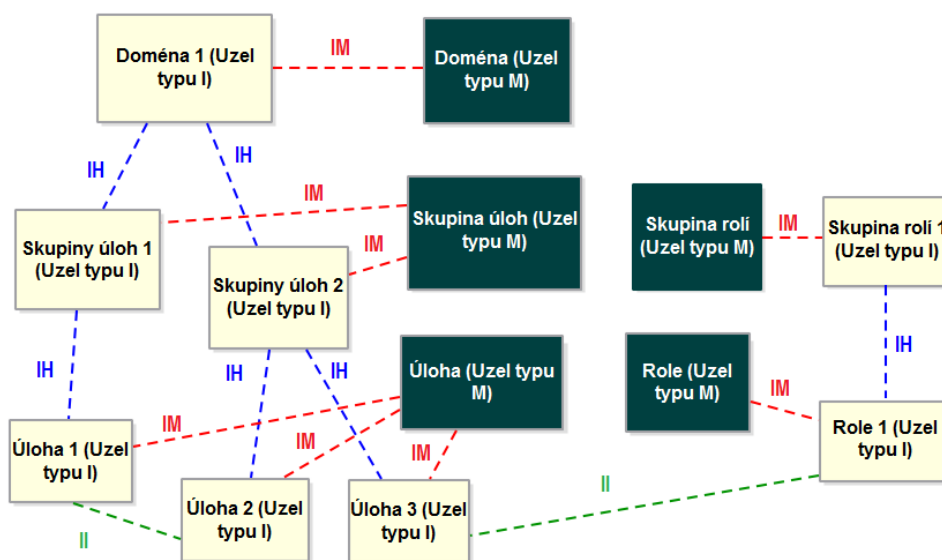 Doména 1 (Uzel
typu I)
IM
Doména (Uzel
typu M)
IH
IH
IM
Skupiny úloh 1
(Uzel typu I)
Skupina úloh (Uzel
typu M)
IM
Skupiny úloh 2
(Uzel typu I)
Skupina rolí
(Uzel typu M)
IM
Skupina rolí 1
(Uzel typu I)
IH
IH
IH
IH
Úloha (Uzel typu
M)
Role (Uzel
typu M)
IM
IM
IM
IM
Úloha 1 (Uzel
typu I)
Role 1 (Uzel
typu I)
Úloha 2 (Uzel
typu I)
Úloha 3 (Uzel
typu I)
II
II